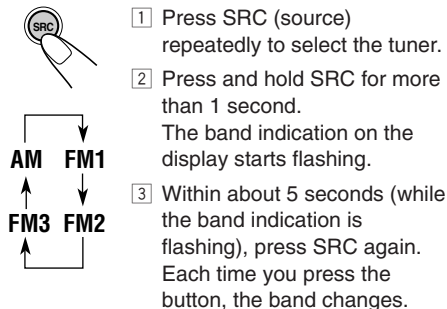 SRC
1 Press SRC (source)
repeatedly to select the tuner.
2 Press and hold SRC for more
than 1 second.
The band indication on the
display starts flashing.
3 Within about 5 seconds (while
the band indication is
flashing), press SRC again.
Each time you press the
button, the band changes.
AM FM1
FM3 FM2